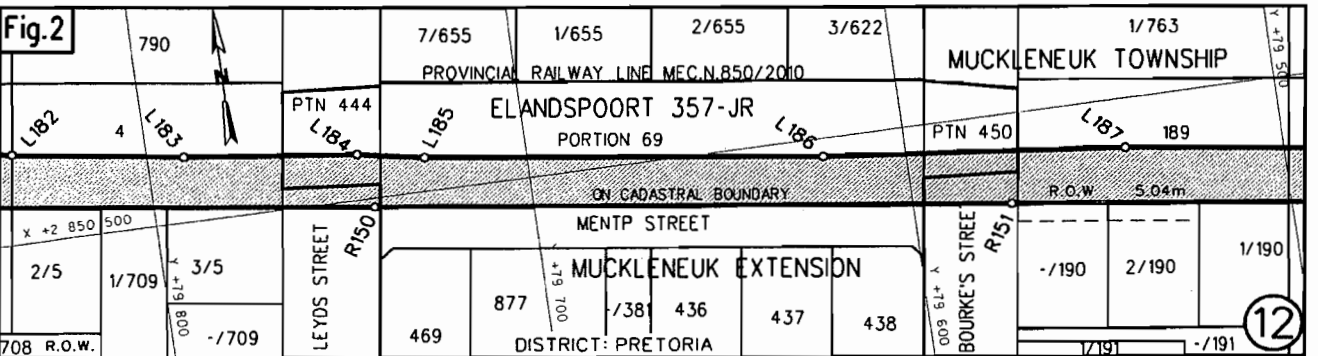 Fig.2
790
7/655
1/655
2/655
3/622
1/763
Y +79 500
MUCKLENEUK TOWNSHIP
PROVINCIAL RAILWAY LINE MEC.N.850/2010
PTN 444
ELANDSPOORT 357-JR
L182
4
L183
L184
L185
PORTION 69
L186
PTN 450
L187
189
ON CADASTRAL BOUNDARY
R.O.W 5.04m
X +2 850 500
LEYDS STREET
R150
MENTP STREET
BOURKE'S STREE
R151
2/5
1/709
Y +79 800
3/5
-/709
MUCKLENEUK EXTENSION
469
877
+79 700
-/381
436
437
438
Y +79 600
-/190
2/190
1/190
708 R.O.W.
DISTRICT: PRETORIA
1/191
-/191
12